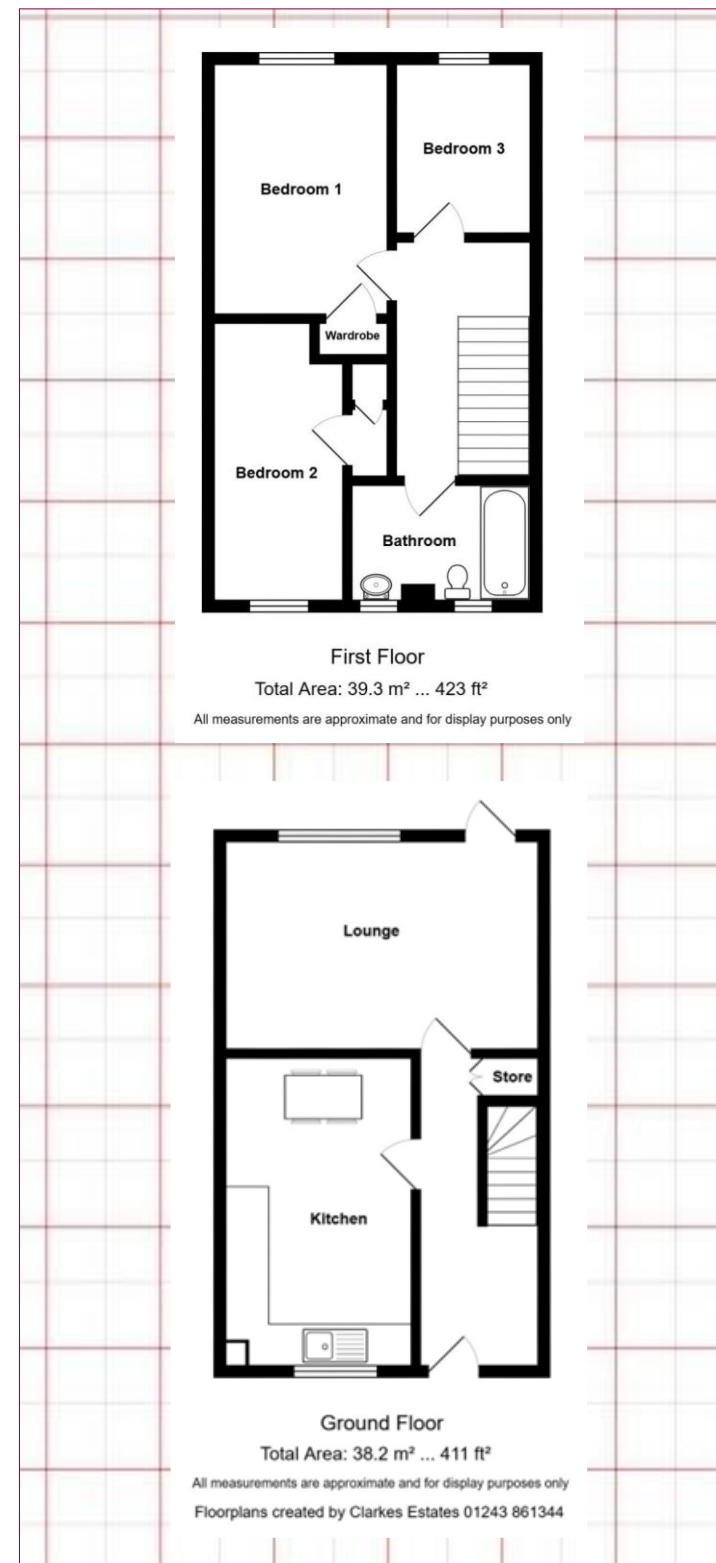 Bedroom 3
Bedroom 1
Wardrobe
Bedroom 2
Bathroom
First Floor
Total Area: 39.3 m² ... 423 ft²
All measurements are approximate and for display purposes only
Lounge
Store
Kitchen
Ground Floor
Total Area: 38.2 m² ... 411 ft²
All measurements are approximate and for display purposes only
Floorplans created by Clarkes Estates 01243 861344